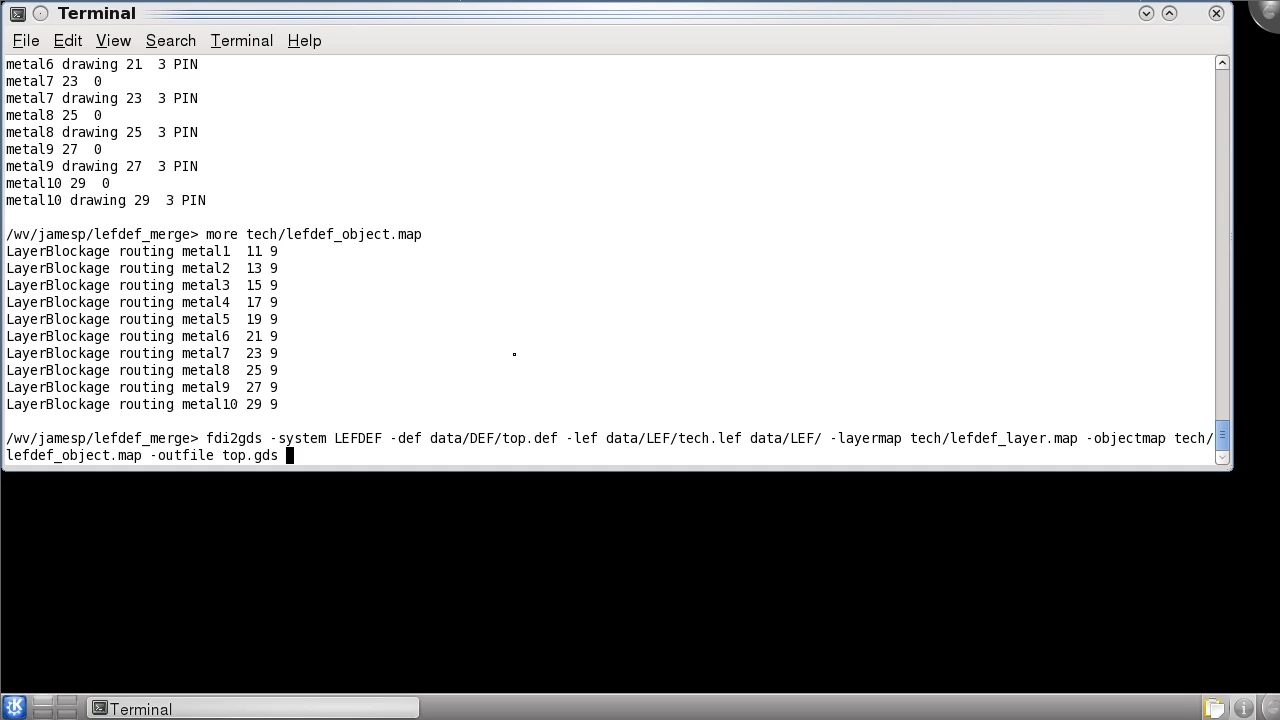 Terminal
File Edit View Search Terminal Help
metal6 drawing 21  3 PIN
metal7 23  0
metal7 drawing 23  3 PIN
metal8 25  0
metal8 drawing 25  3 PIN
metal9 27  0
metal9 drawing 27  3 PIN
metal10 29  0
metal10 drawing 29  3 PIN
/wv/jamesp/lefdef_merge> more tech/lefdef_object.map
LayerBlockage routing metal1  11 9
LayerBlockage routing metal2  13 9
LayerBlockage routing metal3  15 9
LayerBlockage routing metal4  17 9
LayerBlockage routing metal5  19 9
LayerBlockage routing metal6  21 9
LayerBlockage routing metal7  23 9
LayerBlockage routing metal8  25 9
LayerBlockage routing metal9  27 9
LayerBlockage routing metal10 29 9
/wv/jamesp/lefdef_merge> fdi2gds -system LEFDEF -def data/DEF/top.def -lef data/LEF/tech.lef data/LEF/ -layermap tech/lefdef_layer.map -objectmap tech/
lefdef_object.map -outfile top.gds
Terminal